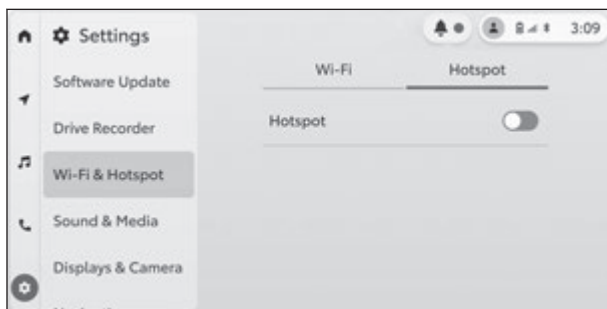 Settings
3:09
Software Update
Drive Recorder
Wi-Fi & Hotspot
Sound & Media
Displays & Camera
Wi-Fi
Hotspot
Hotspot